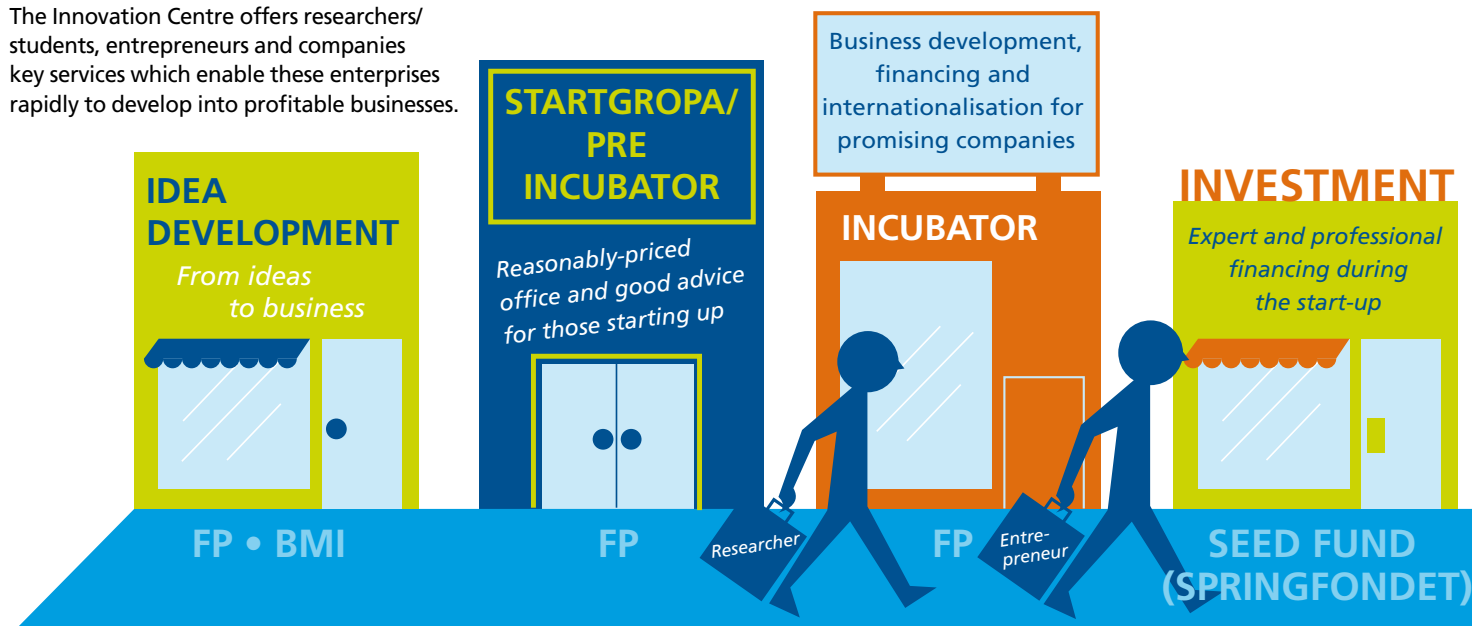 The Innovation Centre offers researchers/
students, entrepreneurs and companies
key services which enable these enterprises
rapidly to develop into profitable businesses.
IDEA
DEVELOPMENT
From ideas
to business
STARTGROPA/
PRE
INCUBATOR
Reasonably-priced
office and good advice
for those starting up
Business development,
financing and
internationalisation for
promising companies
INCUBATOR
INVESTMENT
Expert and professional
financing during
the start-up
FP • BMI
FP
Researcher
FP
Entre-
preneur
SEED FUND
(SPRINGFONDET)